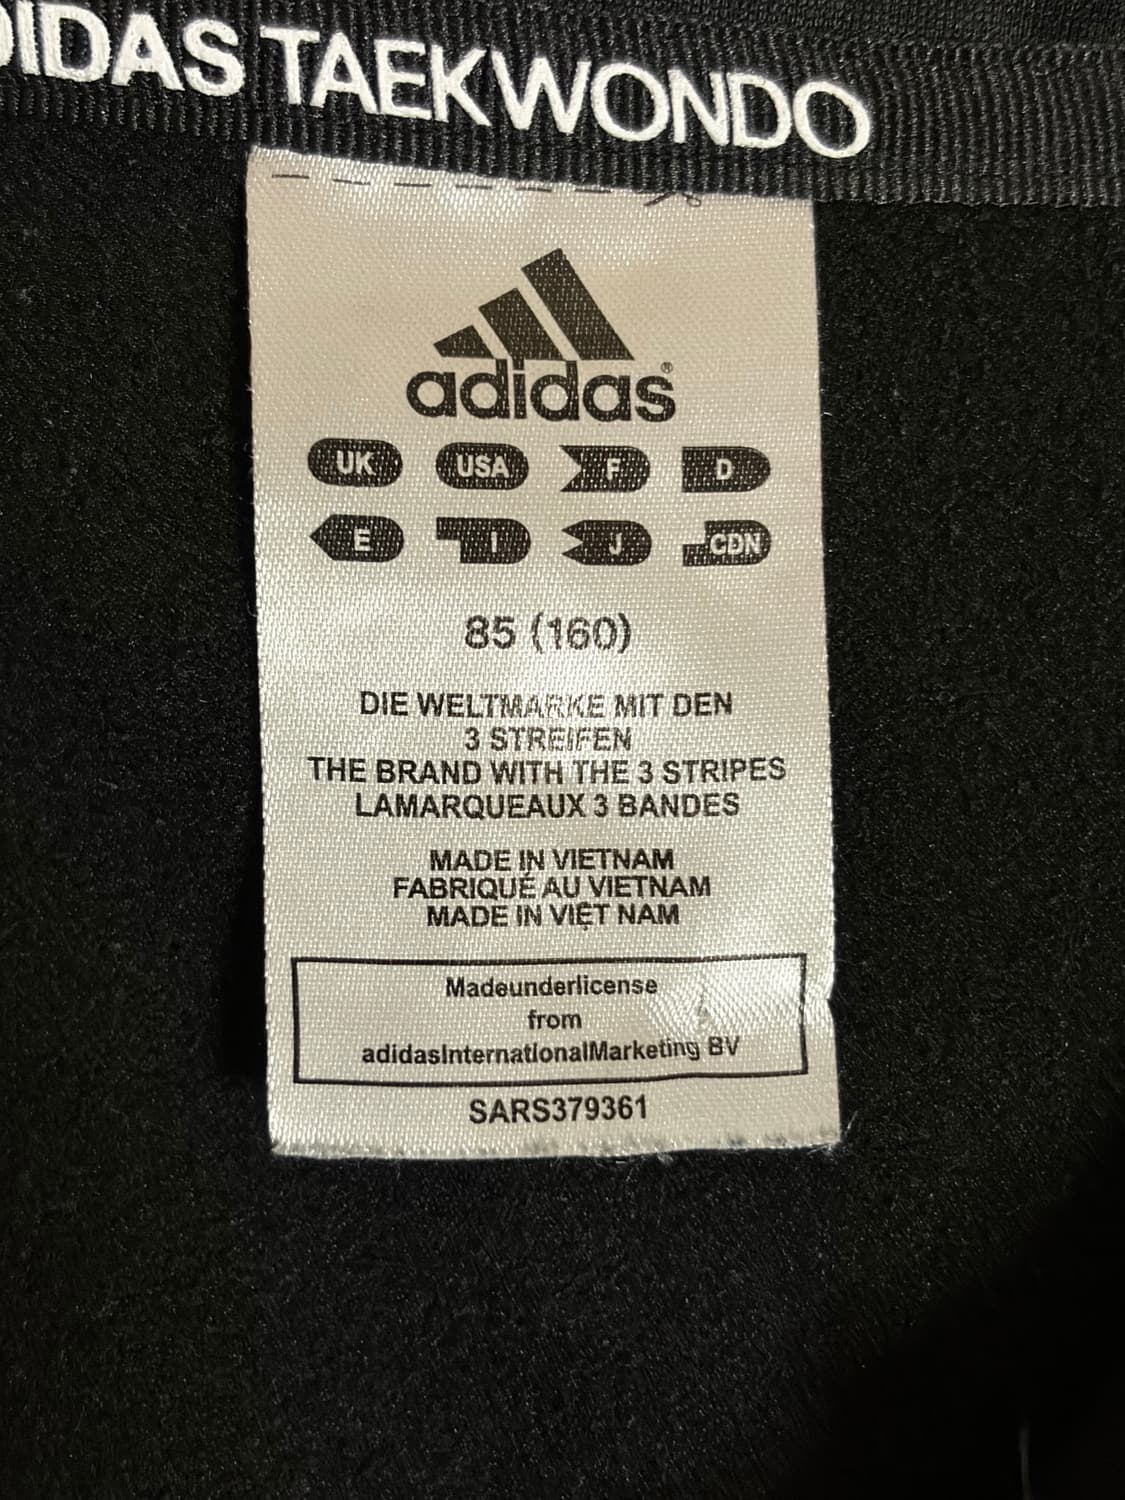 DIDAS TAEKWONDO
adidas®
UK USA F D
E I J CDN
85 (160)
DIE WELTMARKE MIT DEN
3 STREIFEN
THE BRAND WITH THE 3 STRIPES
LAMARQUEAUX 3 BANDES
MADE IN VIETNAM
FABRIQUÉ AU VIETNAM
MADE IN VIỆT NAM
Madeunderlicense
from
adidasInternationalMarketing BV
SARS379361